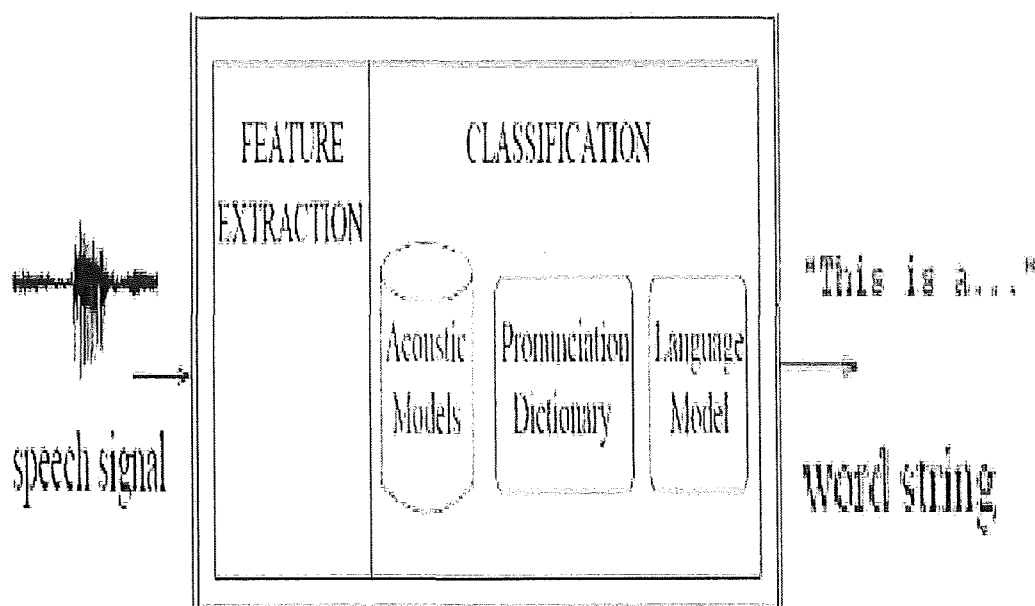 FEATURE
EXTRACTION
CLASSIFICATION
Acoustic
Models
Pronunciation
Dictionary
Language
Model
speech signal
"This is a..."
word string